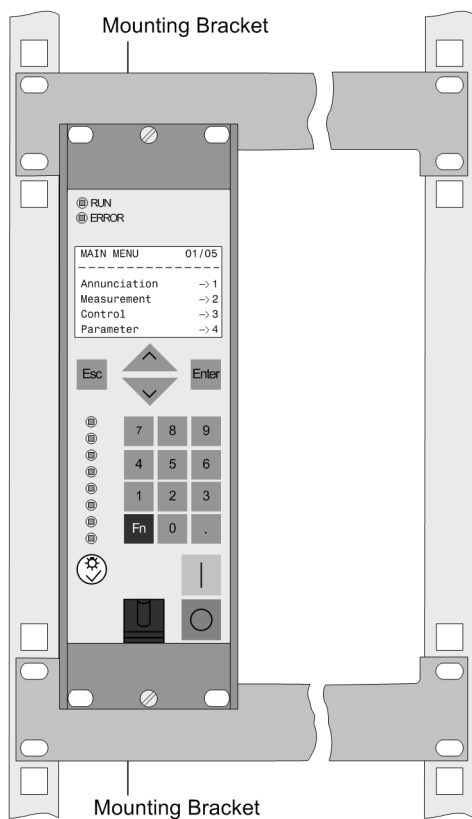 Mounting Bracket
RUN
ERROR
MAIN MENU 01/05
Annunciation –> 1
Measurement –> 2
Control –> 3
Parameter –> 4
Esc
Enter
7 8 9
4 5 6
1 2 3
Fn 0 .
Mounting Bracket